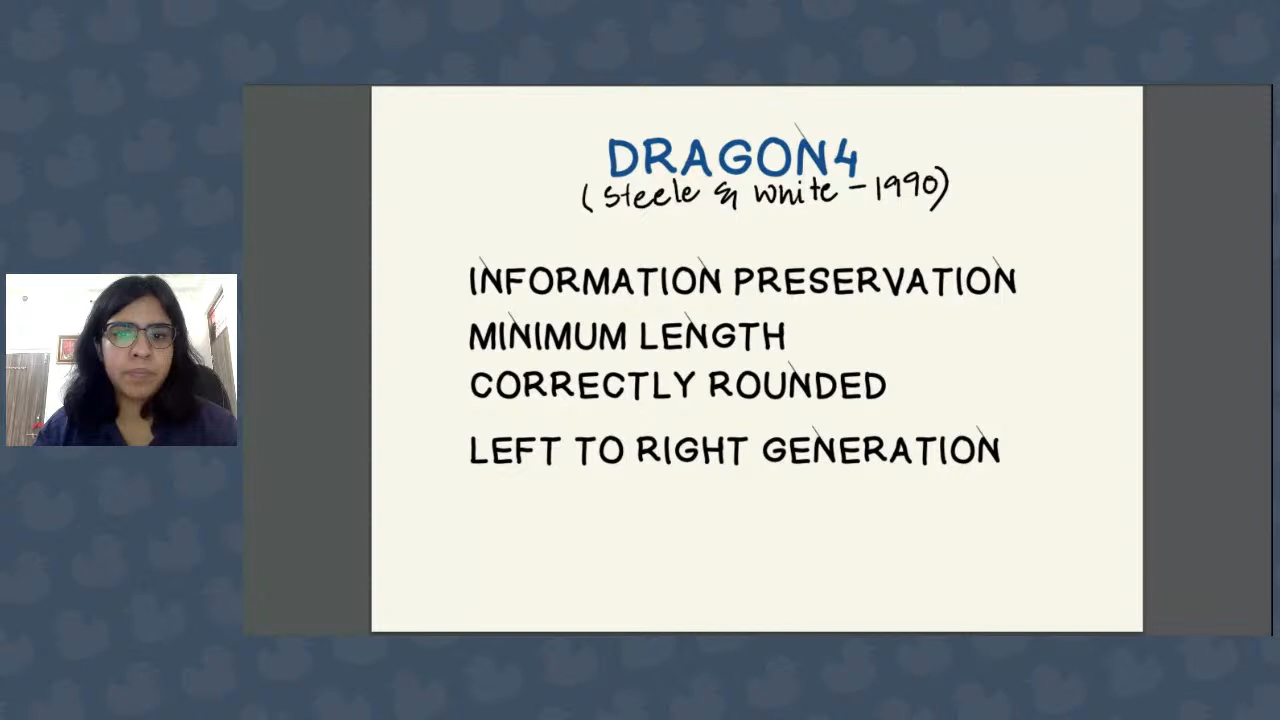 DRAGON4
(Steele & White - 1990)
INFORMATION PRESERVATION
MINIMUM LENGTH
CORRECTLY ROUNDED
LEFT TO RIGHT GENERATION